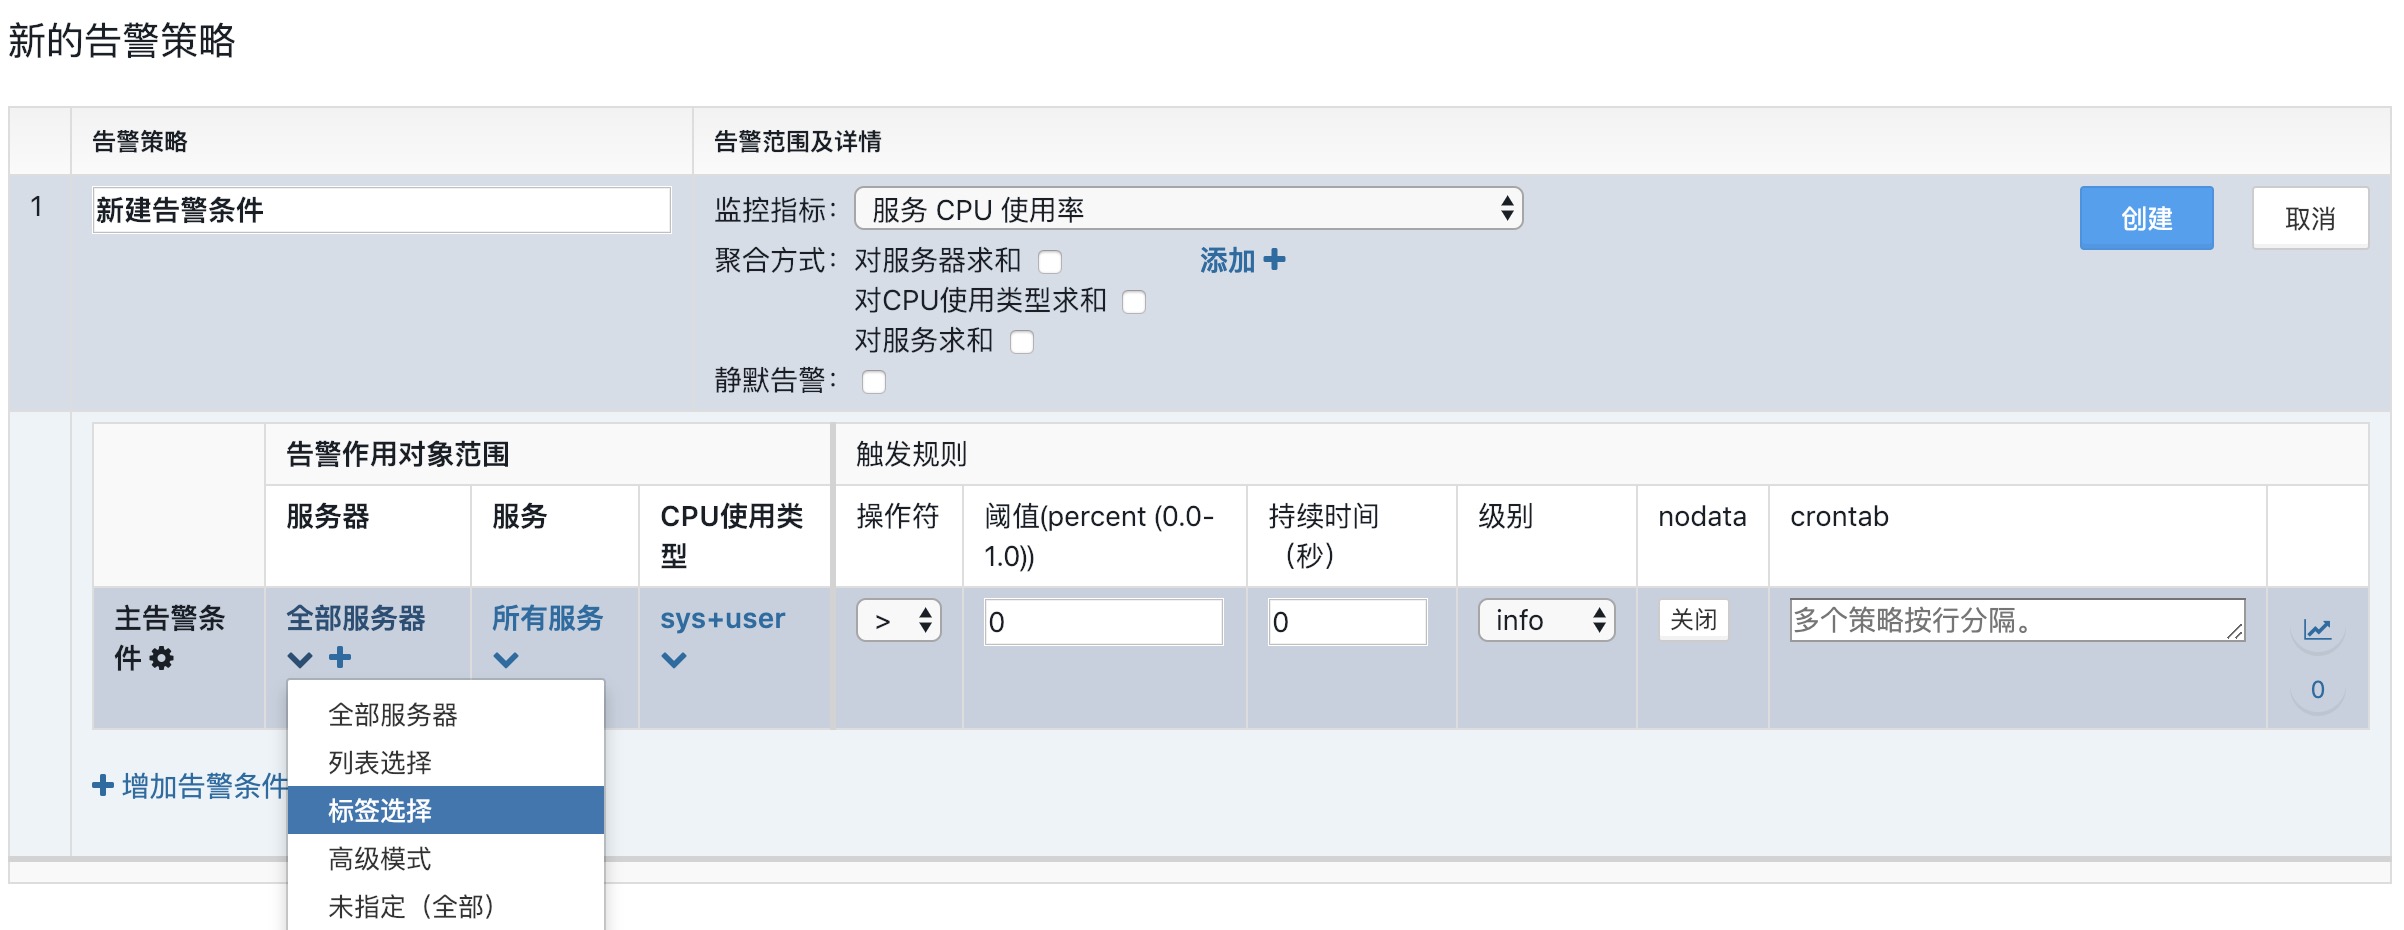 新的告警策略
告警策略
告警范围及详情
1
新建告警条件
监控指标：
服务 CPU 使用率
创建
取消
聚合方式：
对服务器求和
添加
对CPU使用类型求和
对服务求和
静默告警：
告警作用对象范围
触发规则
服务器
服务
CPU使用类
型
操作符
阈值(percent (0.0-
1.0))
持续时间
（秒）
级别
nodata
crontab
主告警条
件
全部服务器
所有服务
sys+user
>
0
0
info
关闭
多个策略按行分隔。
0
全部服务器
列表选择
标签选择
高级模式
未指定（全部）
增加告警条件